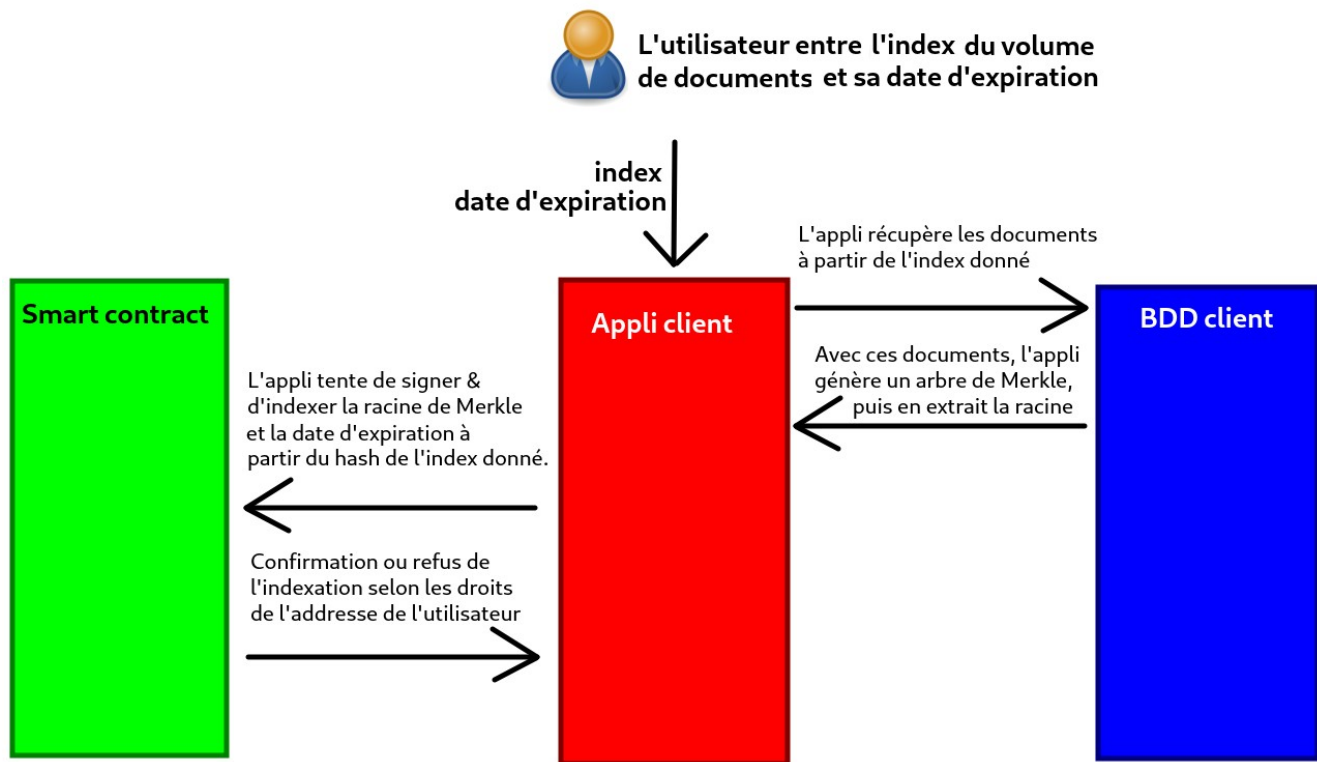 L'utilisateur entre l'index du volume
de documents et sa date d'expiration
index
date d'expiration
L'appli récupère les documents
à partir de l'index donné
Smart contract
Appli client
BDD client
Avec ces documents, l'appli
génère un arbre de Merkle,
puis en extrait la racine
L'appli tente de signer &
d'indexer la racine de Merkle
et la date d'expiration à
partir du hash de l'index donné.
Confirmation ou refus de
l'indexation selon les droits
de l'addresse de l'utilisateur